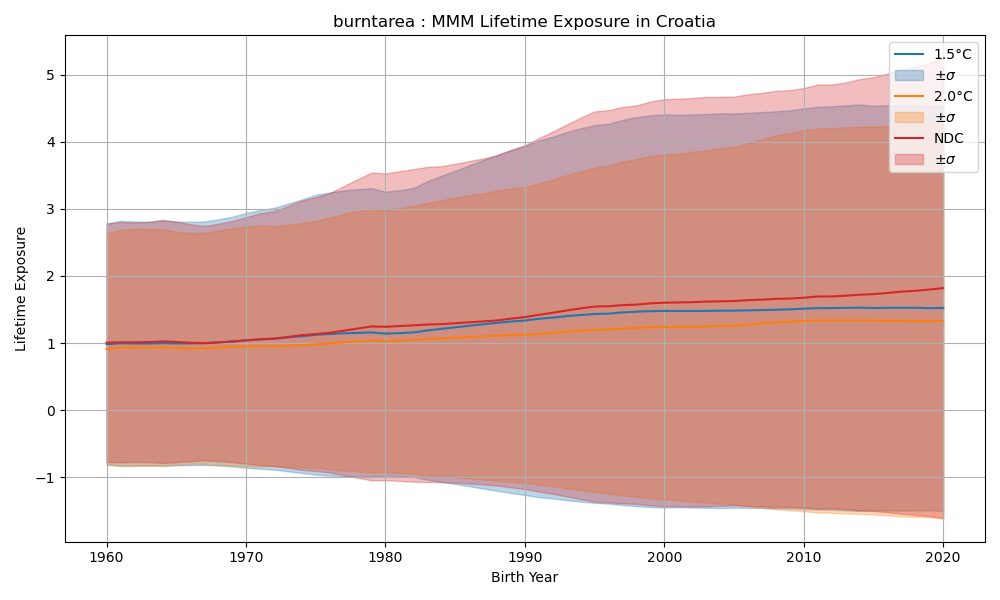 burntarea : MMM Lifetime Exposure in Croatia
1.5°C
±σ
2.0°C
±σ
NDC
±σ
5
4
3
2
1
0
−1
Lifetime Exposure
1960 1970 1980 1990 2000 2010 2020
Birth Year